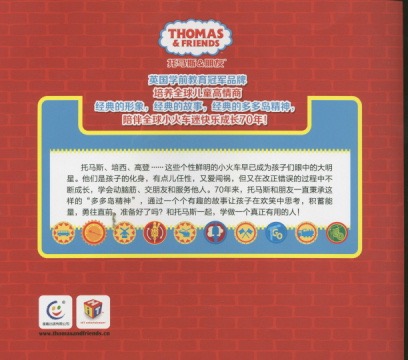 THOMAS
& FRIENDS
托马斯&朋友
英国学前教育冠军品牌
培养全球儿童高情商
经典的形象，经典的故事，经典的多多岛精神，
陪伴全球小火车迷快乐成长70年！
托马斯、培西、高登……这些个性鲜明的小火车早已成为孩子们眼中的大明
星。他们是孩子的化身，有点儿任性，又爱闯祸，但又在改正错误的过程中不
断成长，学会动脑筋、交朋友和服务他人。70年来，托马斯和朋友一直秉承这
样的“多多岛精神”，通过一个个有趣的故事让孩子在欢笑中思考，积蓄能
量，勇往直前。准备好了吗？和托马斯一起，学做一个真正有用的人！
www.thomasandfriends.cn